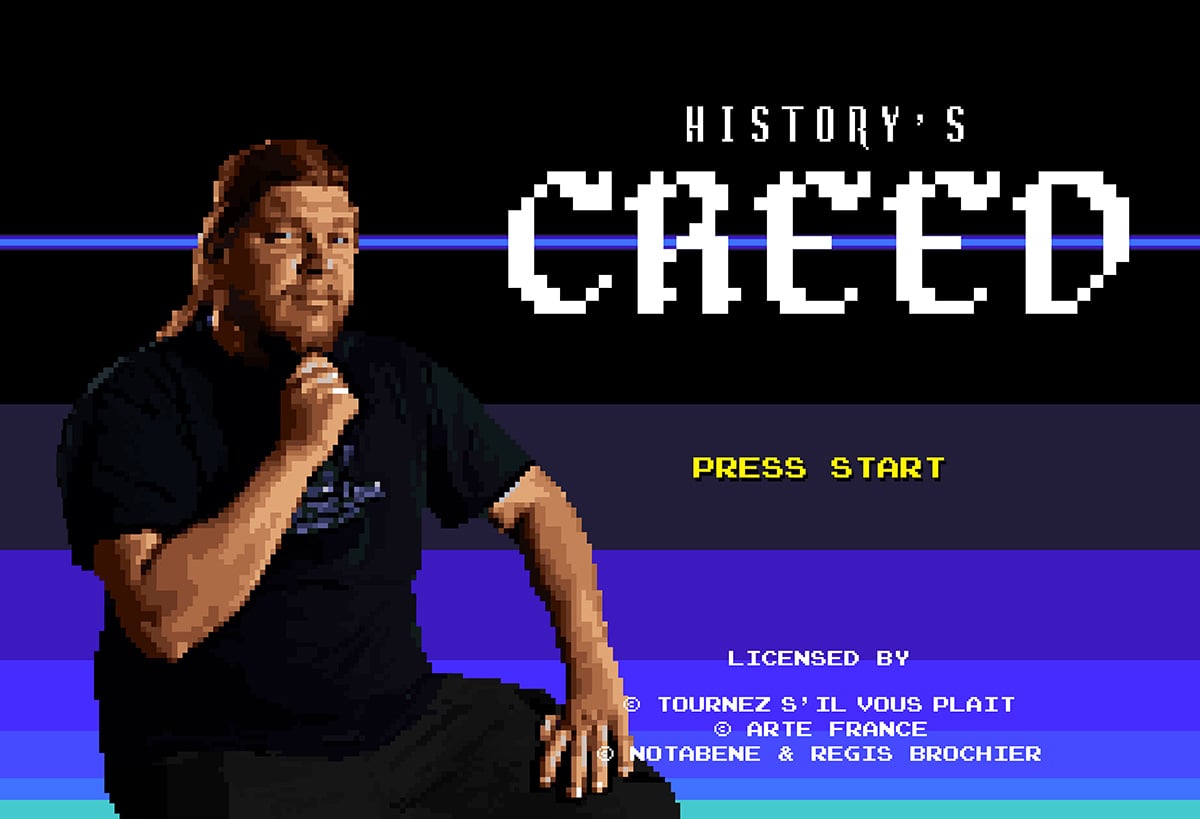 HISTORY'S
CREED
PRESS START
LICENSED BY
© TOURNEZ S'IL VOUS PLAIT
© ARTE FRANCE
© NOTABENE & REGIS BROCHIER